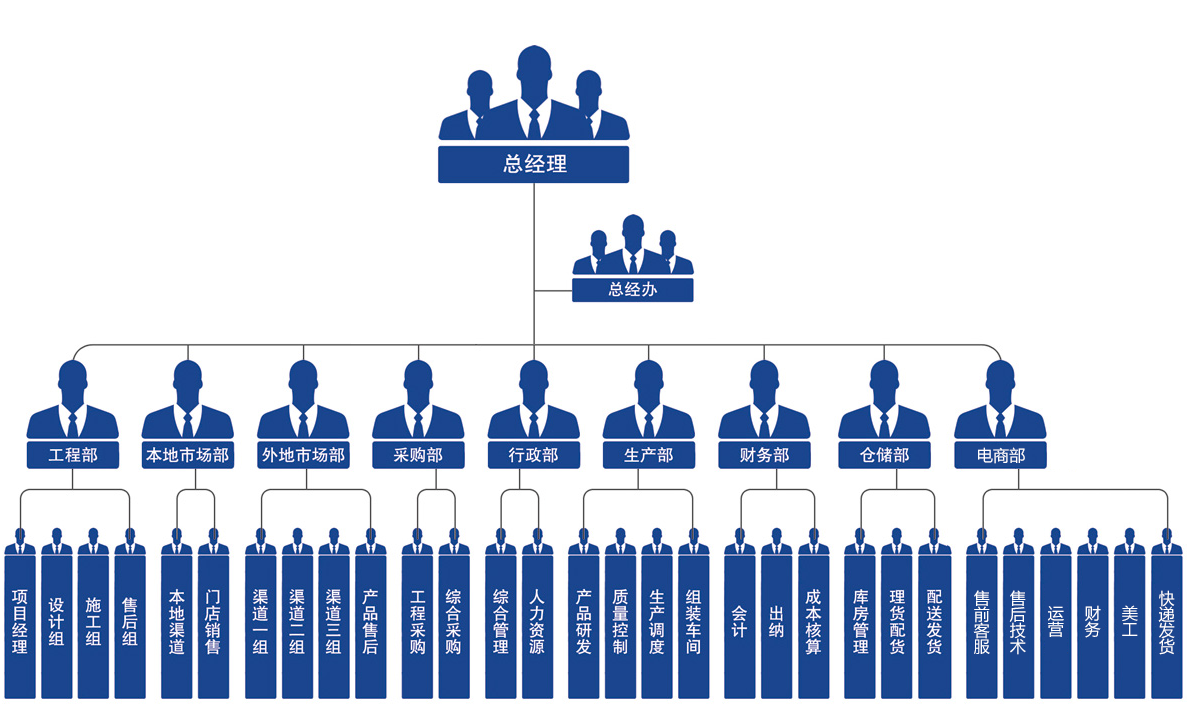 总经理
总经办
工程部
本地市场部
外地市场部
采购部
行政部
生产部
财务部
仓储部
电商部
项目经理
设计组
施工组
售后组
本地渠道
门店销售
渠道一组
渠道二组
渠道三组
产品售后
工程采购
综合采购
综合管理
人力资源
产品研发
质量控制
生产调度
组装车间
会计
出纳
成本核算
库房管理
理货配货
配送发货
售前客服
售后技术
运营
财务
美工
快递发货